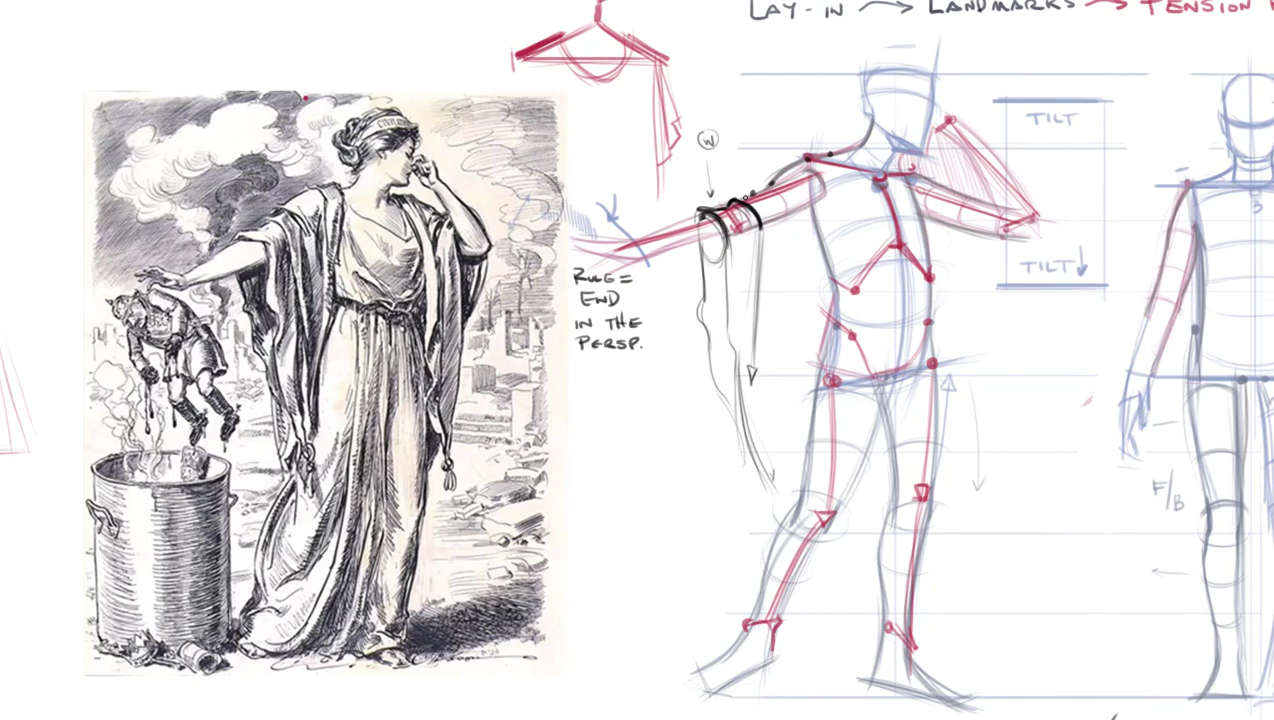 LAY-IN → LANDMARKS → TENSION
W
TILT
RULE=
END
IN THE
PERSP.
TILT↓
F/B